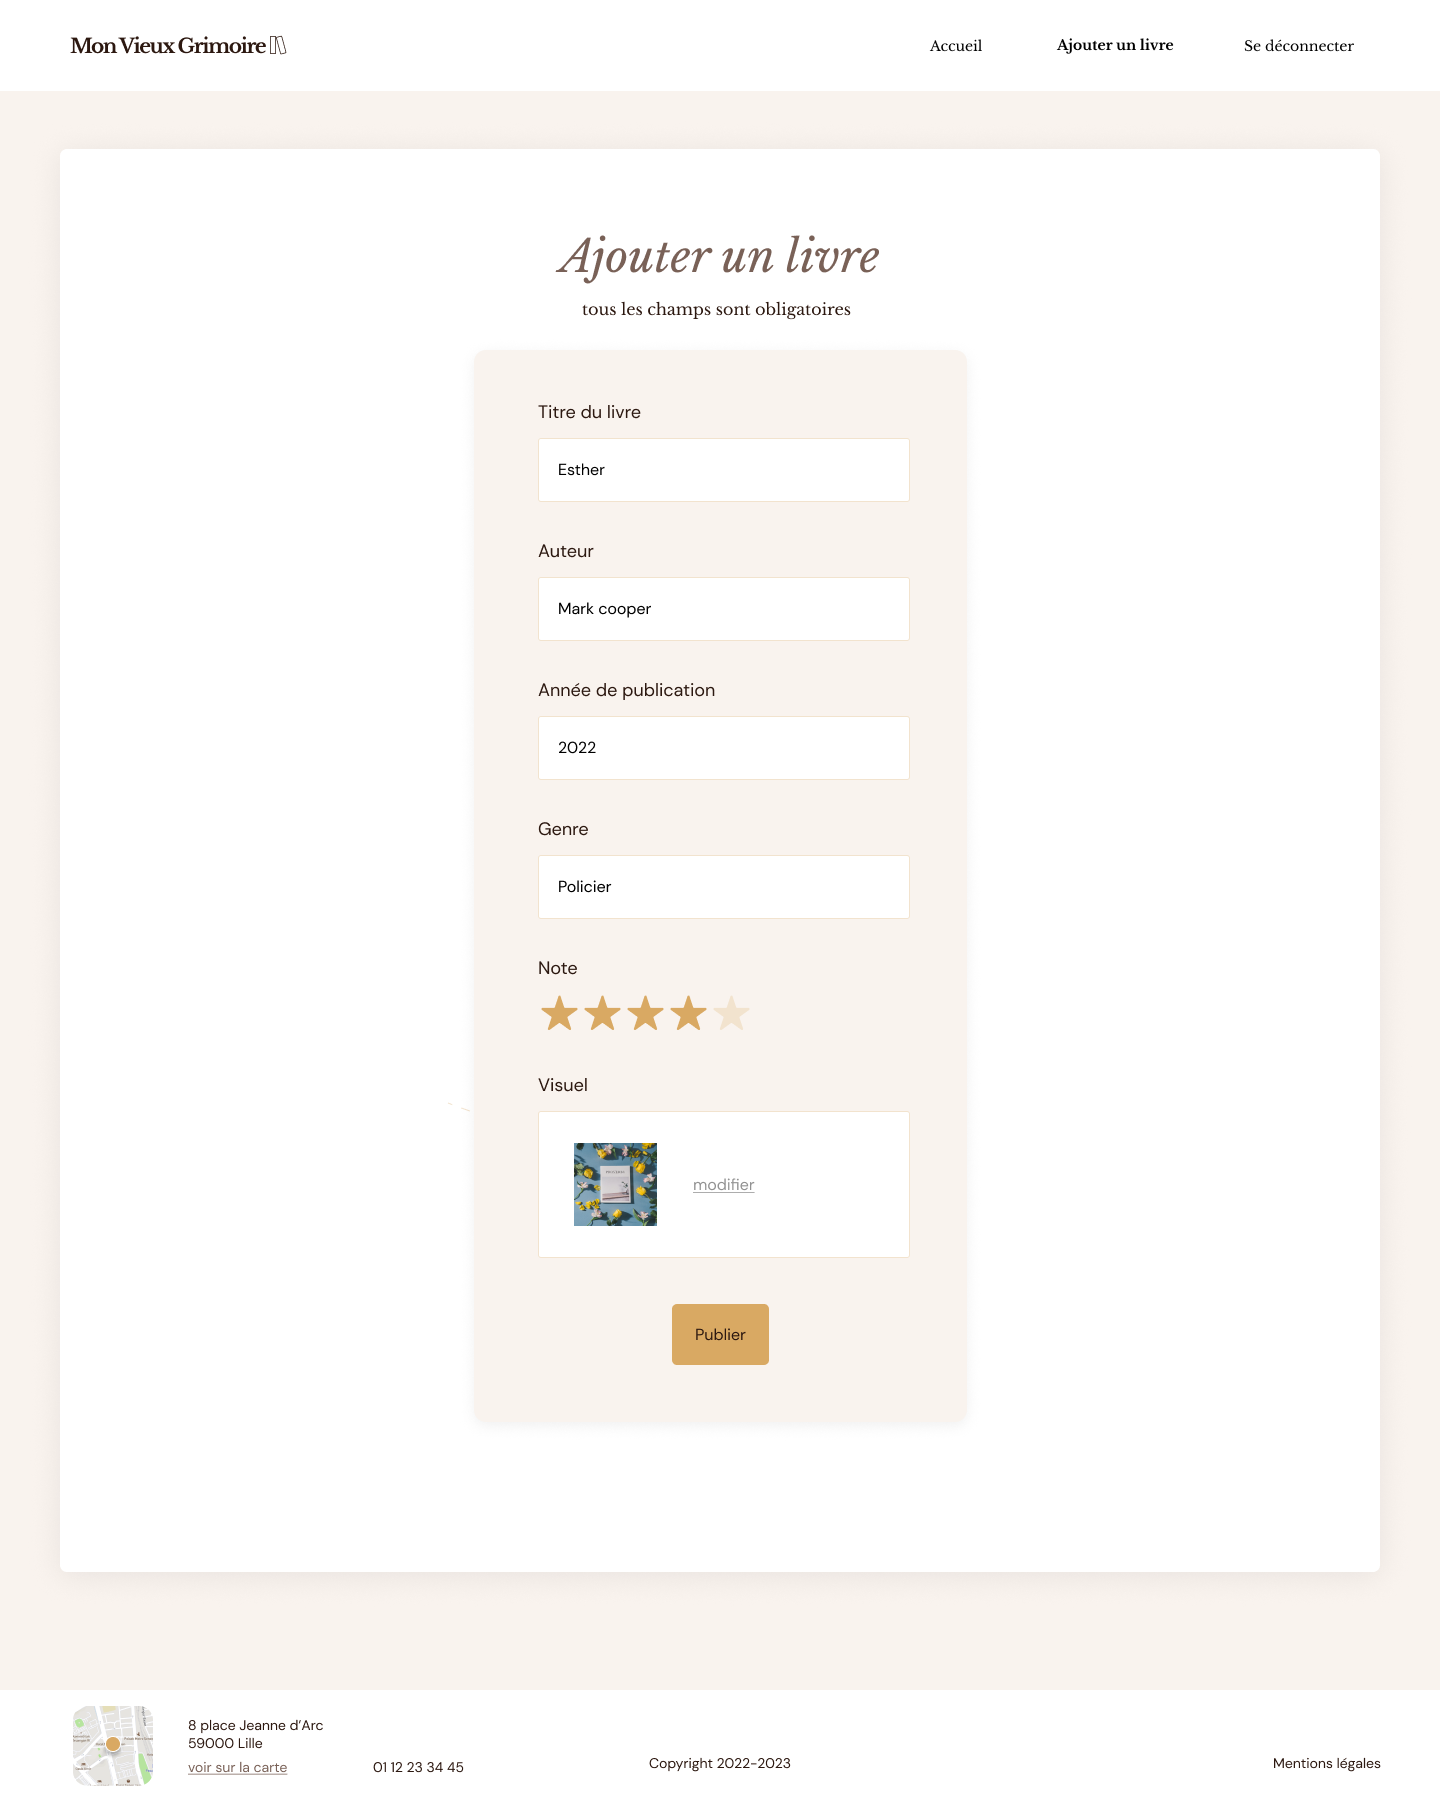 Mon Vieux Grimoire
Accueil
Ajouter un livre
Se déconnecter
Ajouter un livre
tous les champs sont obligatoires
Titre du livre
Esther
Auteur
Mark cooper
Année de publication
2022
Genre
Policier
Note
Visuel
modifier
Publier
8 place Jeanne d’Arc
59000 Lille
voir sur la carte
01 12 23 34 45
Copyright 2022-2023
Mentions légales